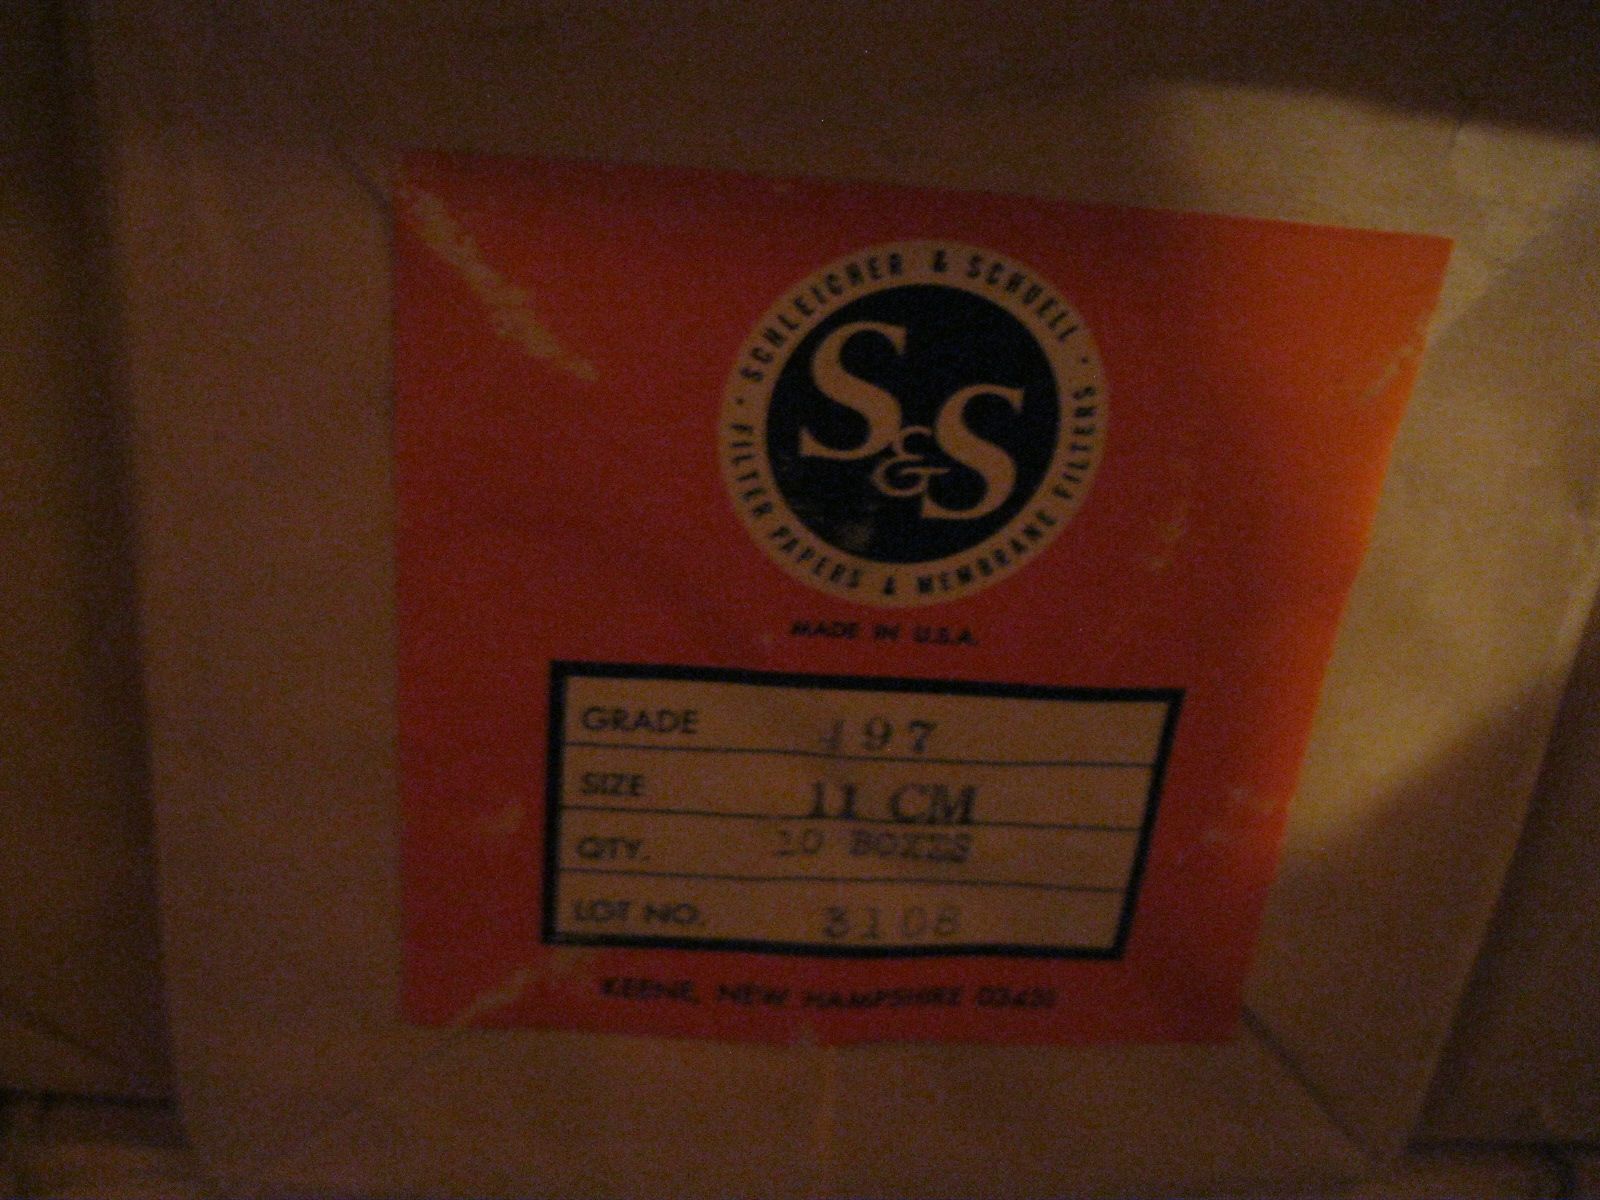 · SCHLEICHER & SCHUELL ·
S&S
FILTER PAPERS & MEMBRANE FILTERS
MADE IN U.S.A.
GRADE 497
SIZE 11 CM
QTY. 10 BOXES
LOT NO. 3108
KEENE, NEW HAMPSHIRE 03431